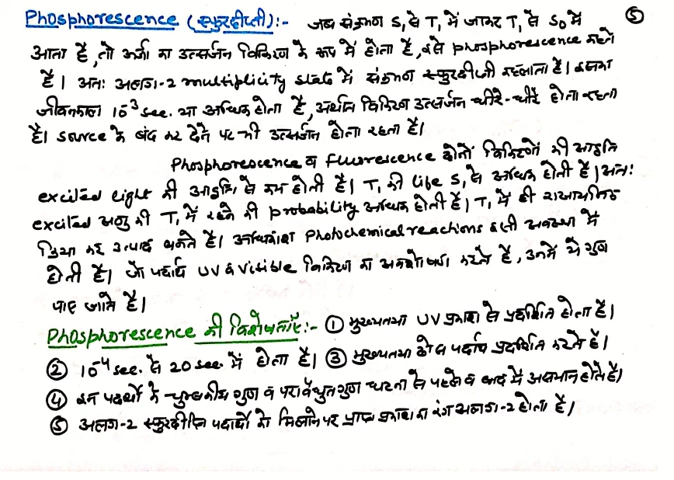 Phosphorescence (स्फुरदीप्ती):- जब संक्रमण S₁ से T₁ में जाकर T₁ से S₀ में ⑤
आता है, तो ऊर्जा का उत्सर्जन विकिरण के रूप में होता है, इसे phosphorescence कहते
है। अतः अलग-2 multiplicity state में संक्रमण स्फुरदीप्ती कहलाता है। इसका
जीवनकाल 10⁻³ sec. या अधिक होता है, अर्थात विकिरण उत्सर्जन धीरे-धीरे होता रहता
है। source के बंद कर देने पर भी उत्सर्जन होता रहता है।
Phosphorescence व fluorescence दोनों विकिरणों की आवृति
excited light की आवृति से कम होती है। T₁ की life S₁ से अधिक होती है। अतः
excited अणु की T₁ में रहने की probability अधिक होती है। T₁ में ही रासायनिक
क्रिया कर उत्पाद बनाते है। अधिकांश Photochemical reactions इसी अवस्था में
होती है। जो पदार्थ UV व visible विकिरण का अवशोषण करते है, उनमें ये गुण
पाए जाते है।
Phosphorescence की विशेषताएँ:- ① मुख्यतया UV प्रकाश से प्रदर्शित होता है।
② 10⁻⁴ sec. से 20 sec. में होता है। ③ मुख्यतया ठोस पदार्थ प्रदर्शित करते है।
④ इन पदार्थों के चुम्बकीय गुण व परावैधुत गुण घटना से पहले व बाद में असमान होते है।
⑤ अलग-2 स्फुरदीप्ति पदार्थों को मिलाने पर प्राप्त प्रकाश का रंग अलग-2 होता है।